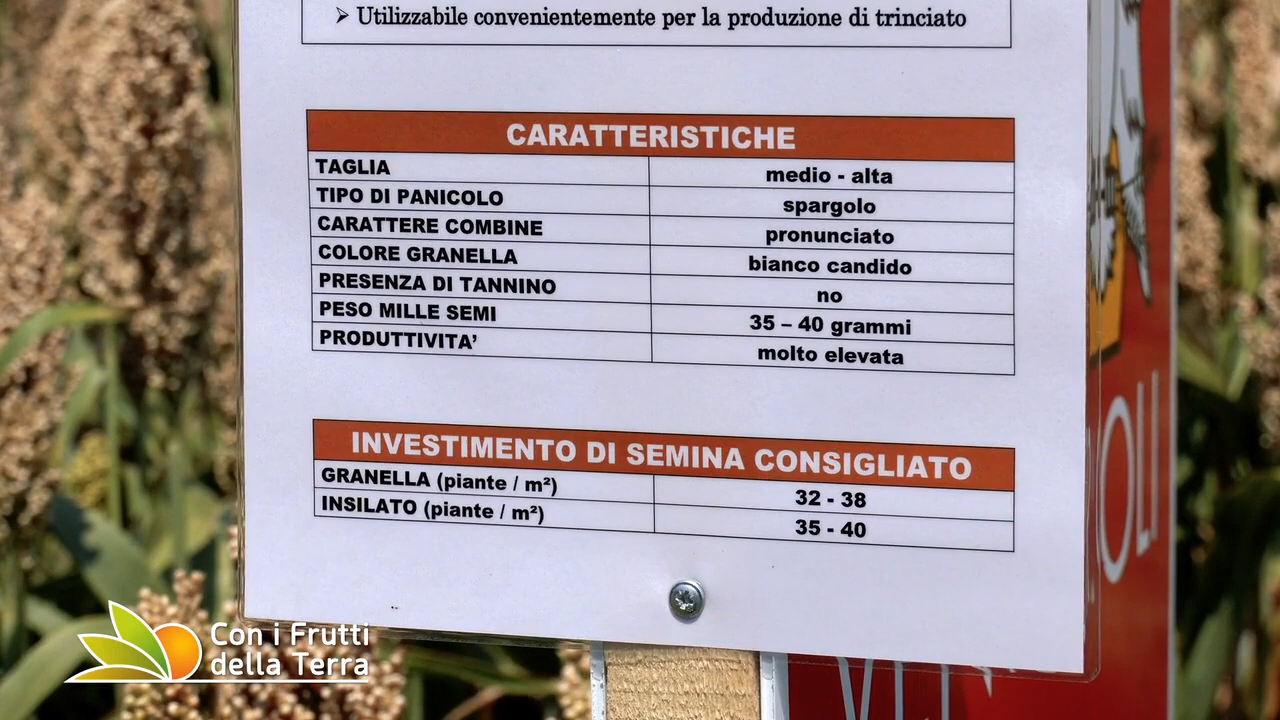 ➢ Utilizzabile convenientemente per la produzione di trinciato
CARATTERISTICHE
TAGLIA medio - alta
TIPO DI PANICOLO spargolo
CARATTERE COMBINE pronunciato
COLORE GRANELLA bianco candido
PRESENZA DI TANNINO no
PESO MILLE SEMI 35 – 40 grammi
PRODUTTIVITA’ molto elevata
INVESTIMENTO DI SEMINA CONSIGLIATO
GRANELLA (piante / m²) 32 - 38
INSILATO (piante / m²) 35 - 40
OLI
Con i Frutti
della Terra